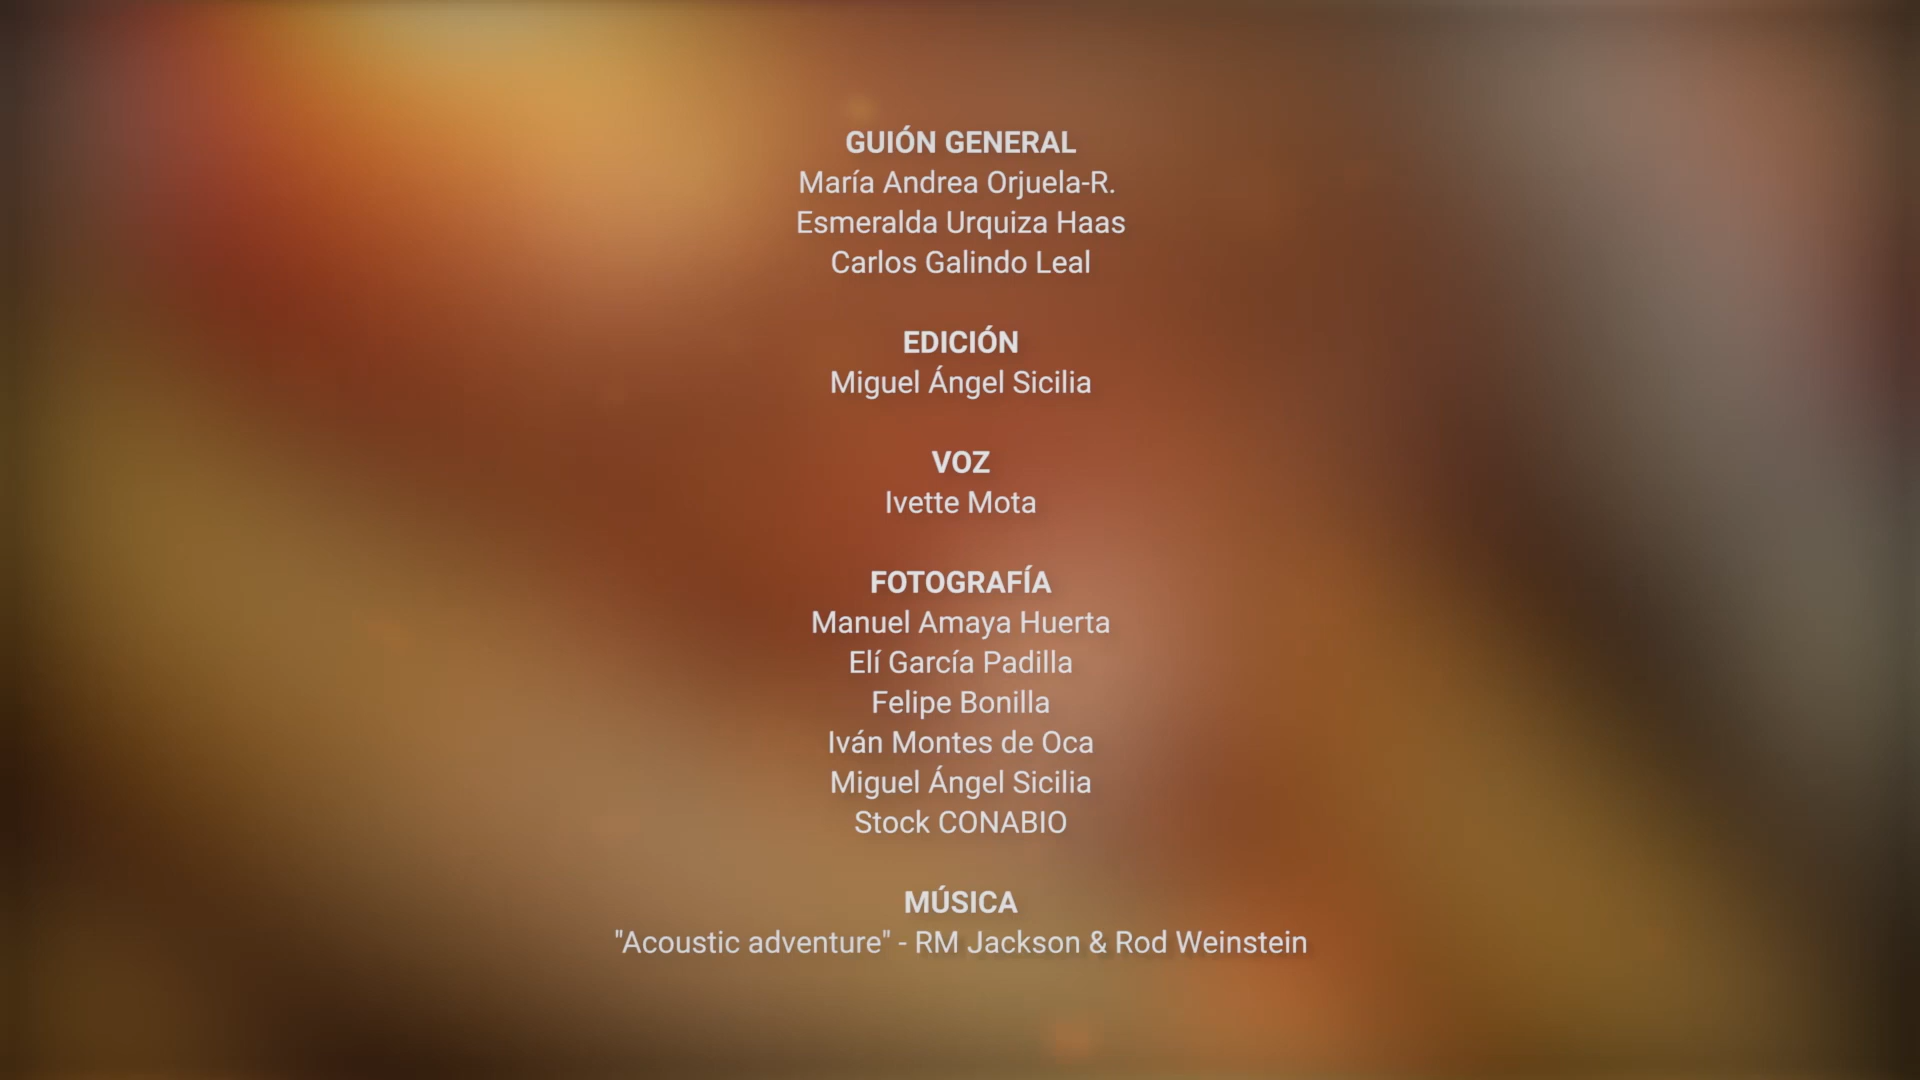 GUIÓN GENERAL
María Andrea Orjuela-R.
Esmeralda Urquiza Haas
Carlos Galindo Leal
EDICIÓN
Miguel Ángel Sicilia
VOZ
Ivette Mota
FOTOGRAFÍA
Manuel Amaya Huerta
Elí García Padilla
Felipe Bonilla
Iván Montes de Oca
Miguel Ángel Sicilia
Stock CONABIO
MÚSICA
"Acoustic adventure" - RM Jackson & Rod Weinstein